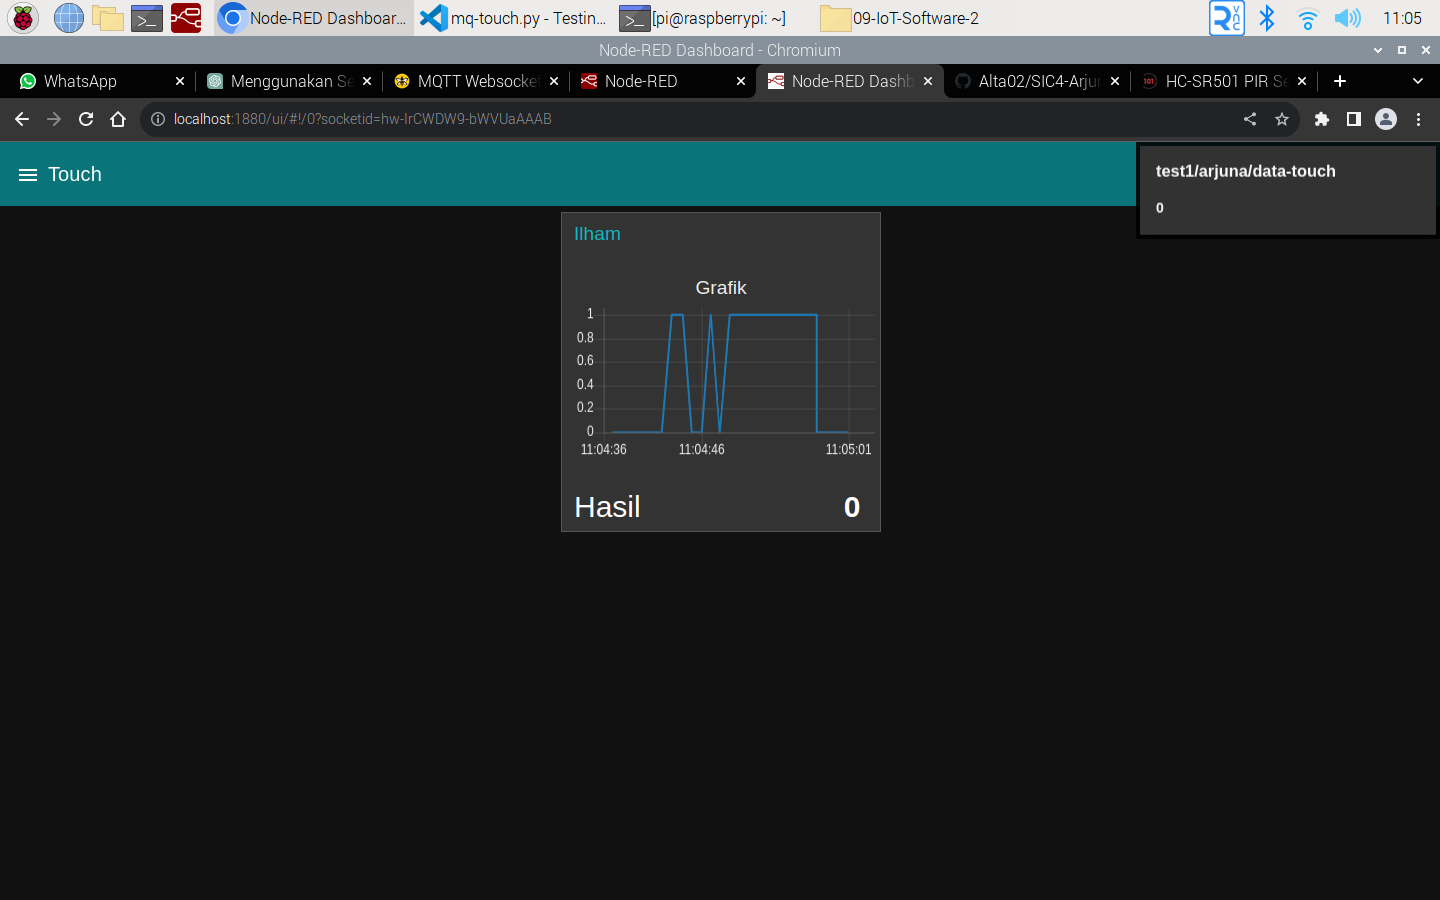 Node-RED Dashboar...
mq-touch.py - Testin...
[pi@raspberrypi: ~]
09-IoT-Software-2
11:05
Node-RED Dashboard - Chromium
WhatsApp
Menggunakan Se
MQTT Websocket
Node-RED
Node-RED Dashb
Alta02/SIC4-Arjun
HC-SR501 PIR Se
localhost:1880/ui/#!/0?socketid=hw-IrCWDW9-bWVUaAAAB
Touch
test1/arjuna/data-touch
0
Ilham
Grafik
1
0.8
0.6
0.4
0.2
0
11:04:36 11:04:46 11:05:01
Hasil 0